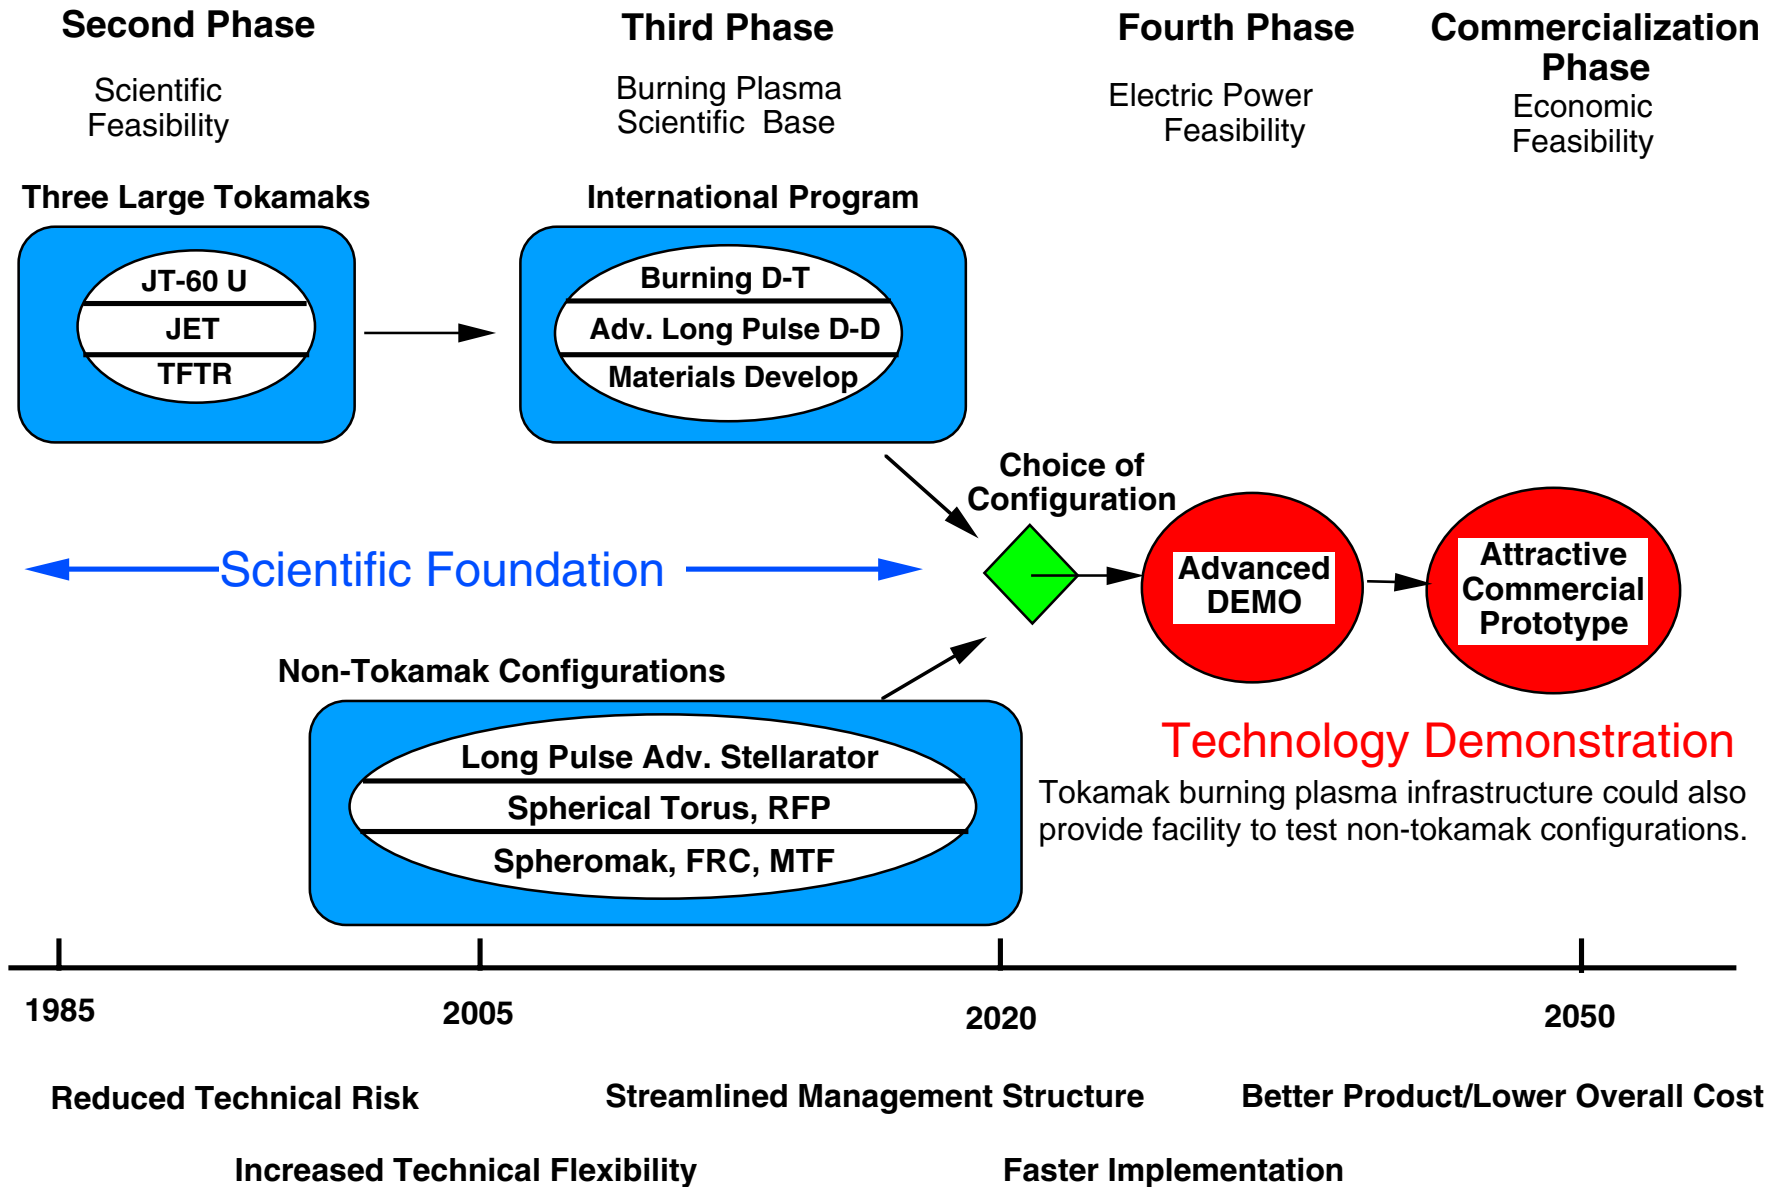 Second Phase
Scientific
Feasibility
Third Phase
Burning Plasma
Scientific Base
Fourth Phase
Electric Power
Feasibility
Commercialization
Phase
Economic
Feasibility
Three Large Tokamaks
JT-60 U
JET
TFTR
International Program
Burning D-T
Adv. Long Pulse D-D
Materials Develop
Choice of
Configuration
Scientific Foundation
Advanced
DEMO
Attractive
Commercial
Prototype
Non-Tokamak Configurations
Long Pulse Adv. Stellarator
Spherical Torus, RFP
Spheromak, FRC, MTF
Technology Demonstration
Tokamak burning plasma infrastructure could also
provide facility to test non-tokamak configurations.
1985
2005
2020
2050
Reduced Technical Risk
Streamlined Management Structure
Better Product/Lower Overall Cost
Increased Technical Flexibility
Faster Implementation